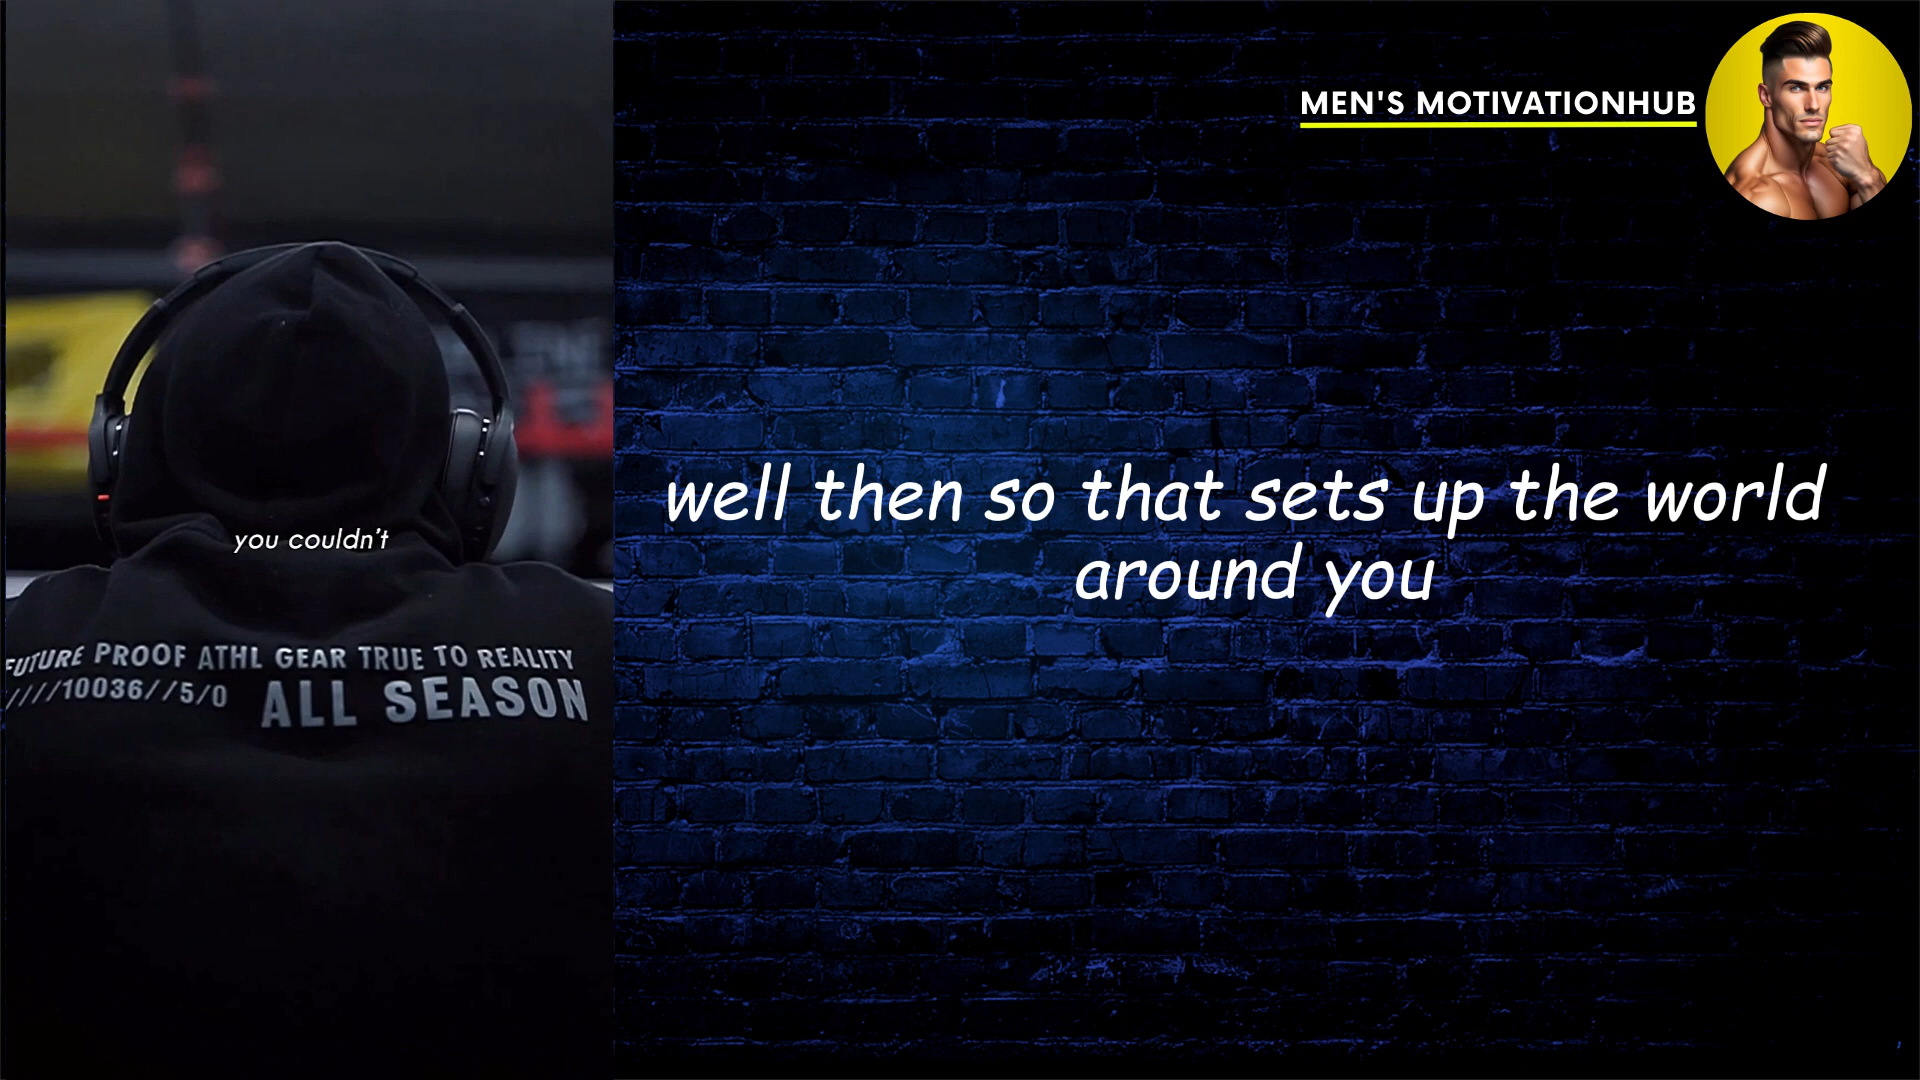 MEN'S MOTIVATIONHUB
you couldn't
FUTURE PROOF ATHL GEAR TRUE TO REALITY
////10036//5/0 ALL SEASON
well then so that sets up the world
around you